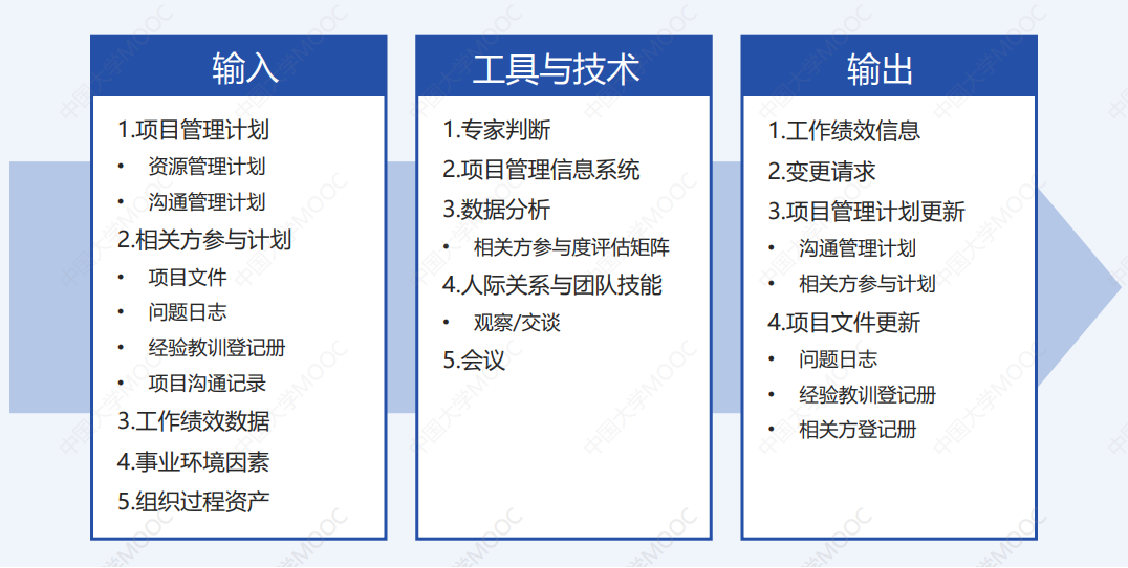 输入
1.项目管理计划
• 资源管理计划
• 沟通管理计划
2.相关方参与计划
• 项目文件
• 问题日志
• 经验教训登记册
• 项目沟通记录
3.工作绩效数据
4.事业环境因素
5.组织过程资产
工具与技术
1.专家判断
2.项目管理信息系统
3.数据分析
• 相关方参与度评估矩阵
4.人际关系与团队技能
• 观察/交谈
5.会议
输出
1.工作绩效信息
2.变更请求
3.项目管理计划更新
• 沟通管理计划
• 相关方参与计划
4.项目文件更新
• 问题日志
• 经验教训登记册
• 相关方登记册
中国大学MOOC